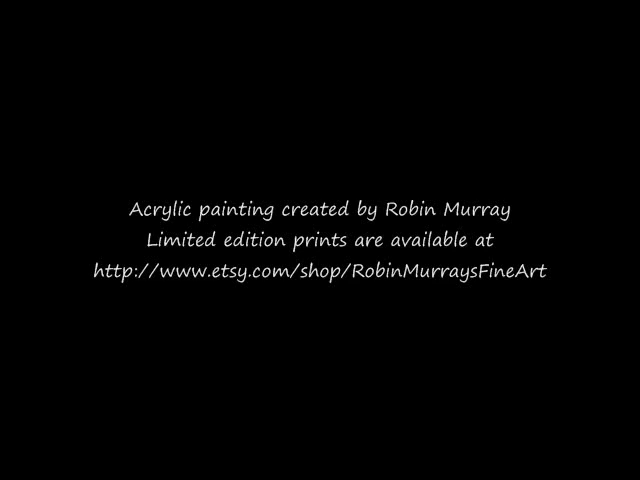 Acrylic painting created by Robin Murray
Limited edition prints are available at
http://www.etsy.com/shop/RobinMurraysFineArt